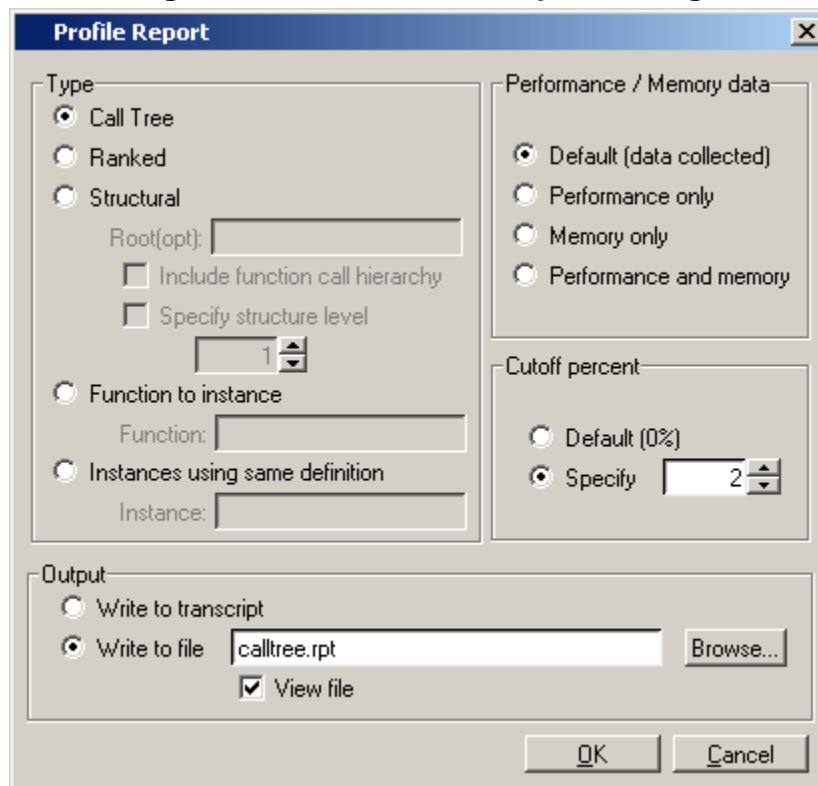 Profile Report
Type
Call Tree
Ranked
Structural
Root(opt):
Include function call hierarchy
Specify structure level
1
Function to instance
Function:
Instances using same definition
Instance:
Performance / Memory data
Default (data collected)
Performance only
Memory only
Performance and memory
Cutoff percent
Default (0%)
Specify 2
Output
Write to transcript
Write to file calltree.rpt Browse...
View file
OK Cancel